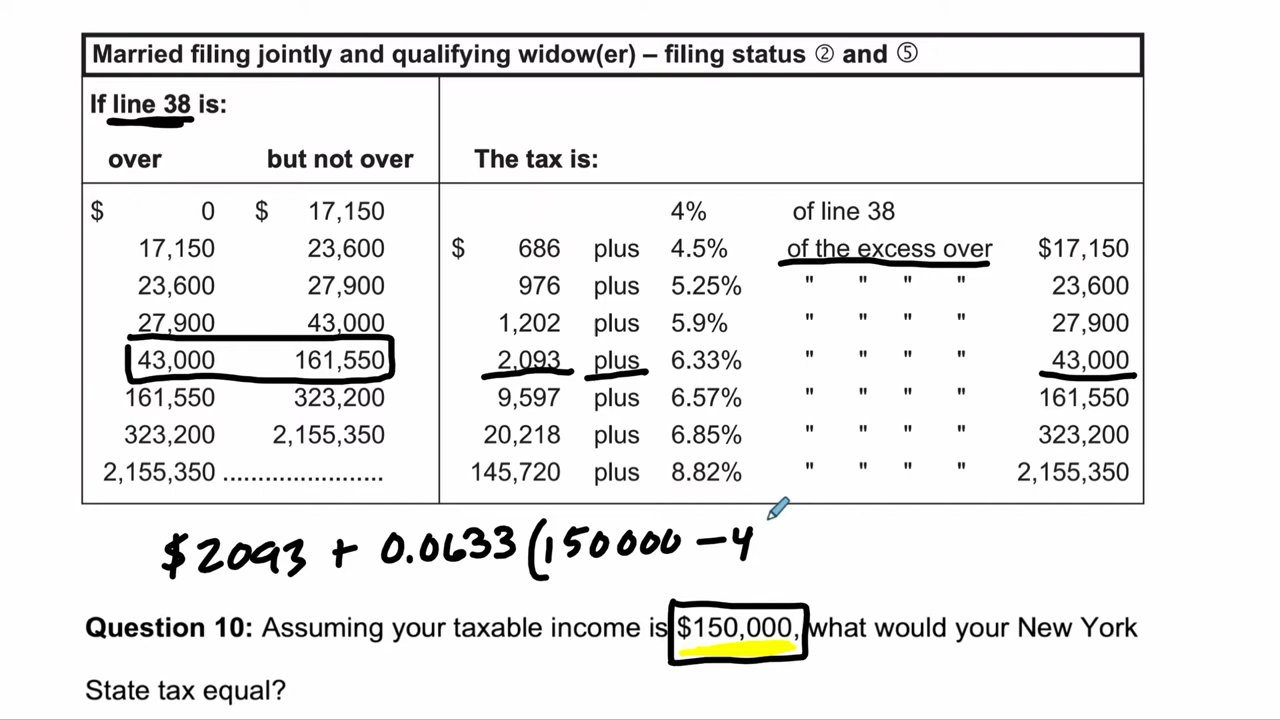 Married filing jointly and qualifying widow(er) – filing status ② and ⑤
If line 38 is:
over but not over The tax is:
$ 0 $ 17,150 4% of line 38
17,150 23,600 $ 686 plus 4.5% of the excess over $17,150
23,600 27,900 976 plus 5.25% " " " " 23,600
27,900 43,000 1,202 plus 5.9% " " " " 27,900
43,000 161,550 2,093 plus 6.33% " " " " 43,000
161,550 323,200 9,597 plus 6.57% " " " " 161,550
323,200 2,155,350 20,218 plus 6.85% " " " " 323,200
2,155,350 ...................... 145,720 plus 8.82% " " " " 2,155,350
$2093 + 0.0633(150000 – 4
Question 10: Assuming your taxable income is $150,000, what would your New York
State tax equal?